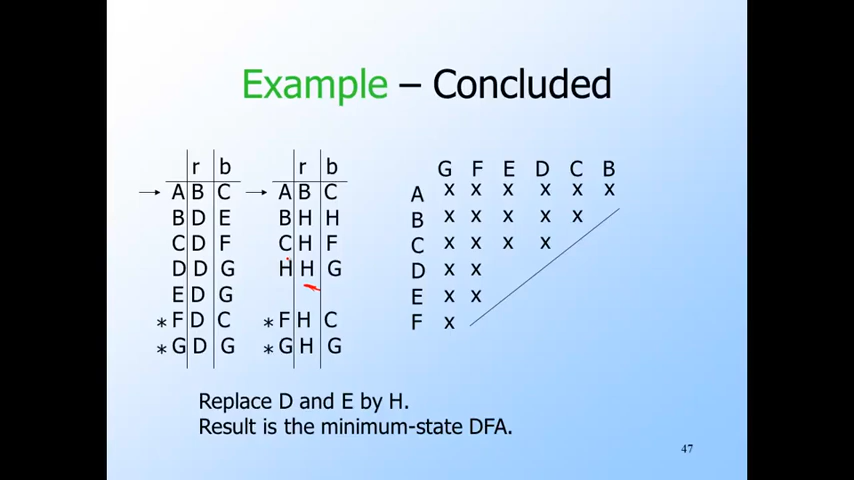 Example – Concluded
r b r b G F E D C B
→ A B C → A B C A x x x x x x
B D E B H H B x x x x x
C D F C H F C x x x x
D D G H H G D x x
E D G E x x
* F D C * F H C F x
* G D G * G H G
Replace D and E by H.
Result is the minimum-state DFA.
47